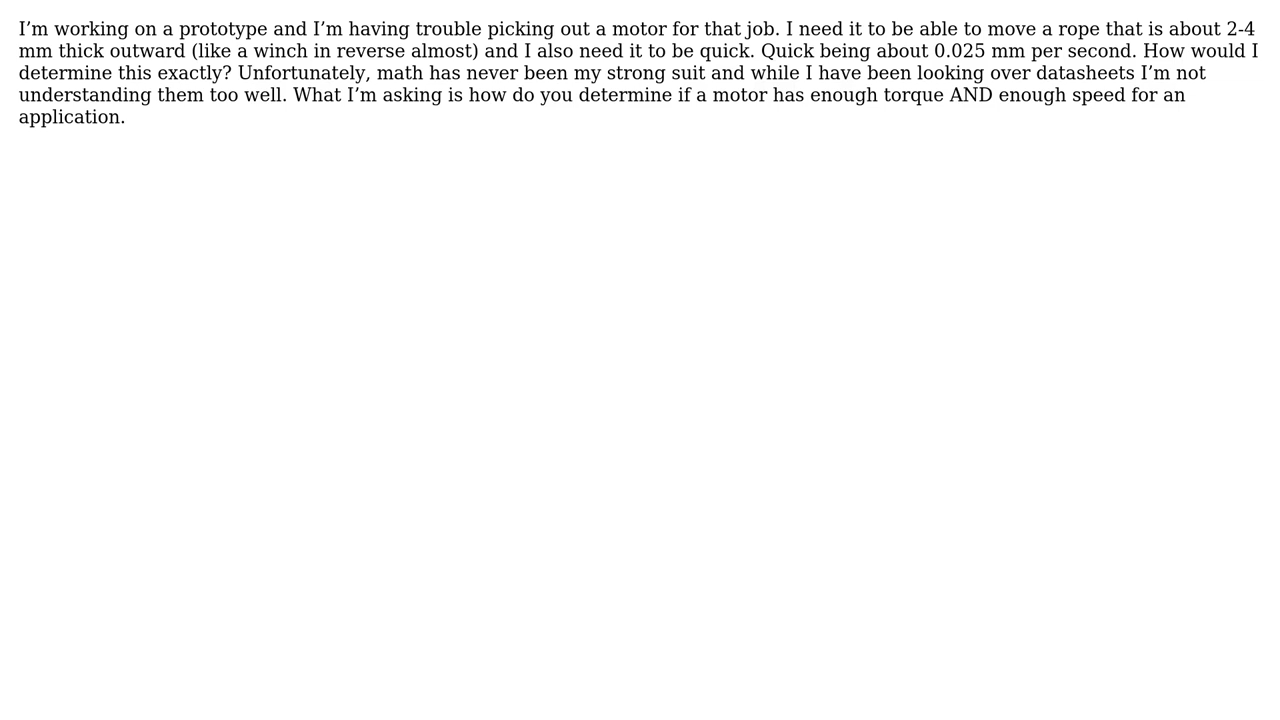 I’m working on a prototype and I’m having trouble picking out a motor for that job. I need it to be able to move a rope that is about 2-4
mm thick outward (like a winch in reverse almost) and I also need it to be quick. Quick being about 0.025 mm per second. How would I
determine this exactly? Unfortunately, math has never been my strong suit and while I have been looking over datasheets I’m not
understanding them too well. What I’m asking is how do you determine if a motor has enough torque AND enough speed for an
application.